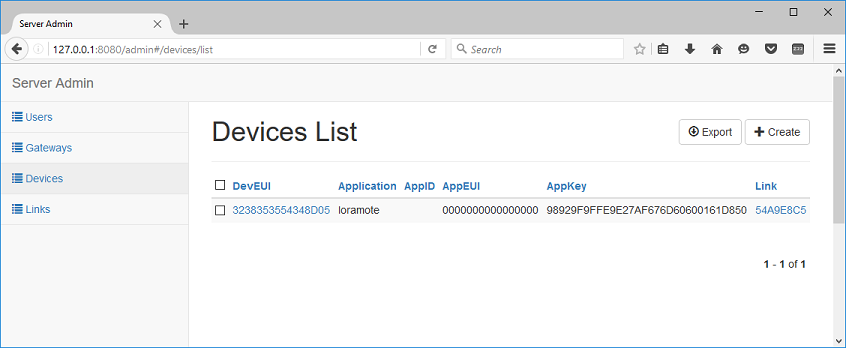 Server Admin
127.0.0.1:8080/admin#/devices/list
Search
Server Admin
Users
Gateways
Devices
Links
Devices List
Export
Create
DevEUI Application AppID AppEUI AppKey Link
3238353554348D05 loramote 0000000000000000 98929F9FFE9E27AF676D60600161D850 54A9E8C5
1 - 1 of 1